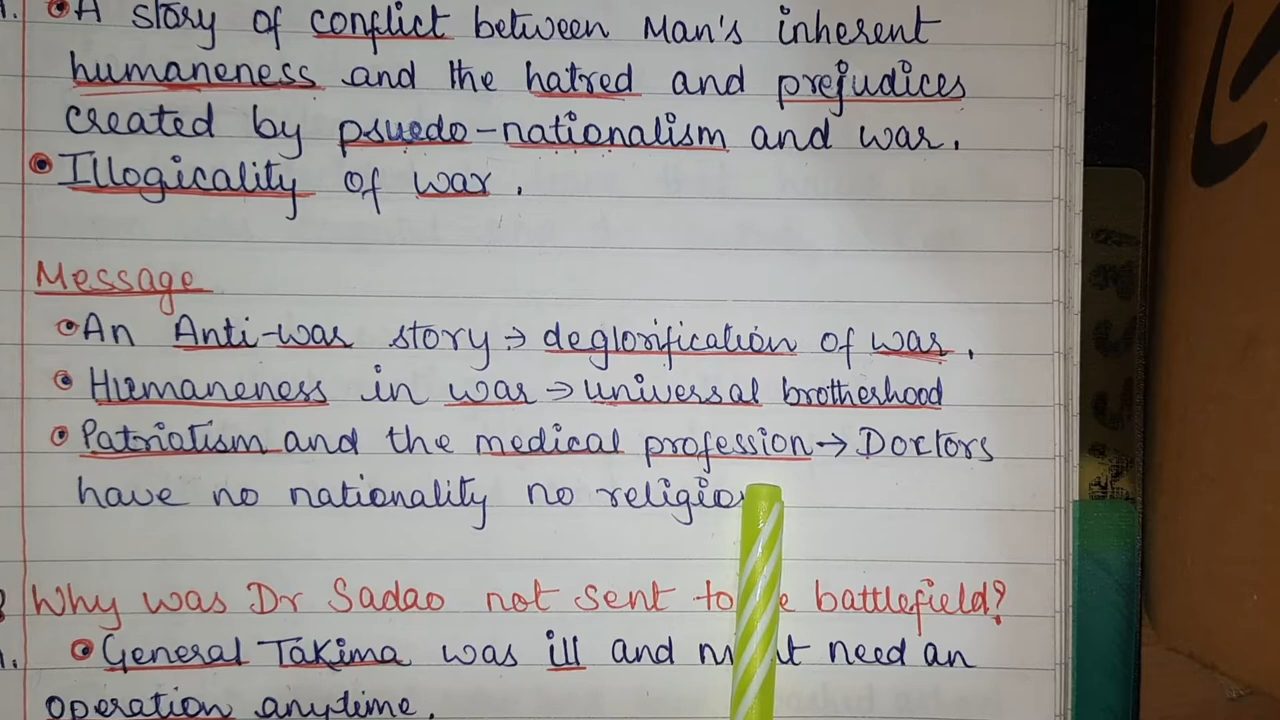 1. A story of conflict between Man's inherent
humaneness and the hatred and prejudices
created by psuedo-nationalism and war.
Illogicality of war.
Message
An Anti-war story → deglorification of war.
Humaneness in war → universal brotherhood
Patriotism and the medical profession → Doctors
have no nationality no religio
Why was Dr Sadao not sent to battlefield?
General Takima was ill and need an
operation anytime.